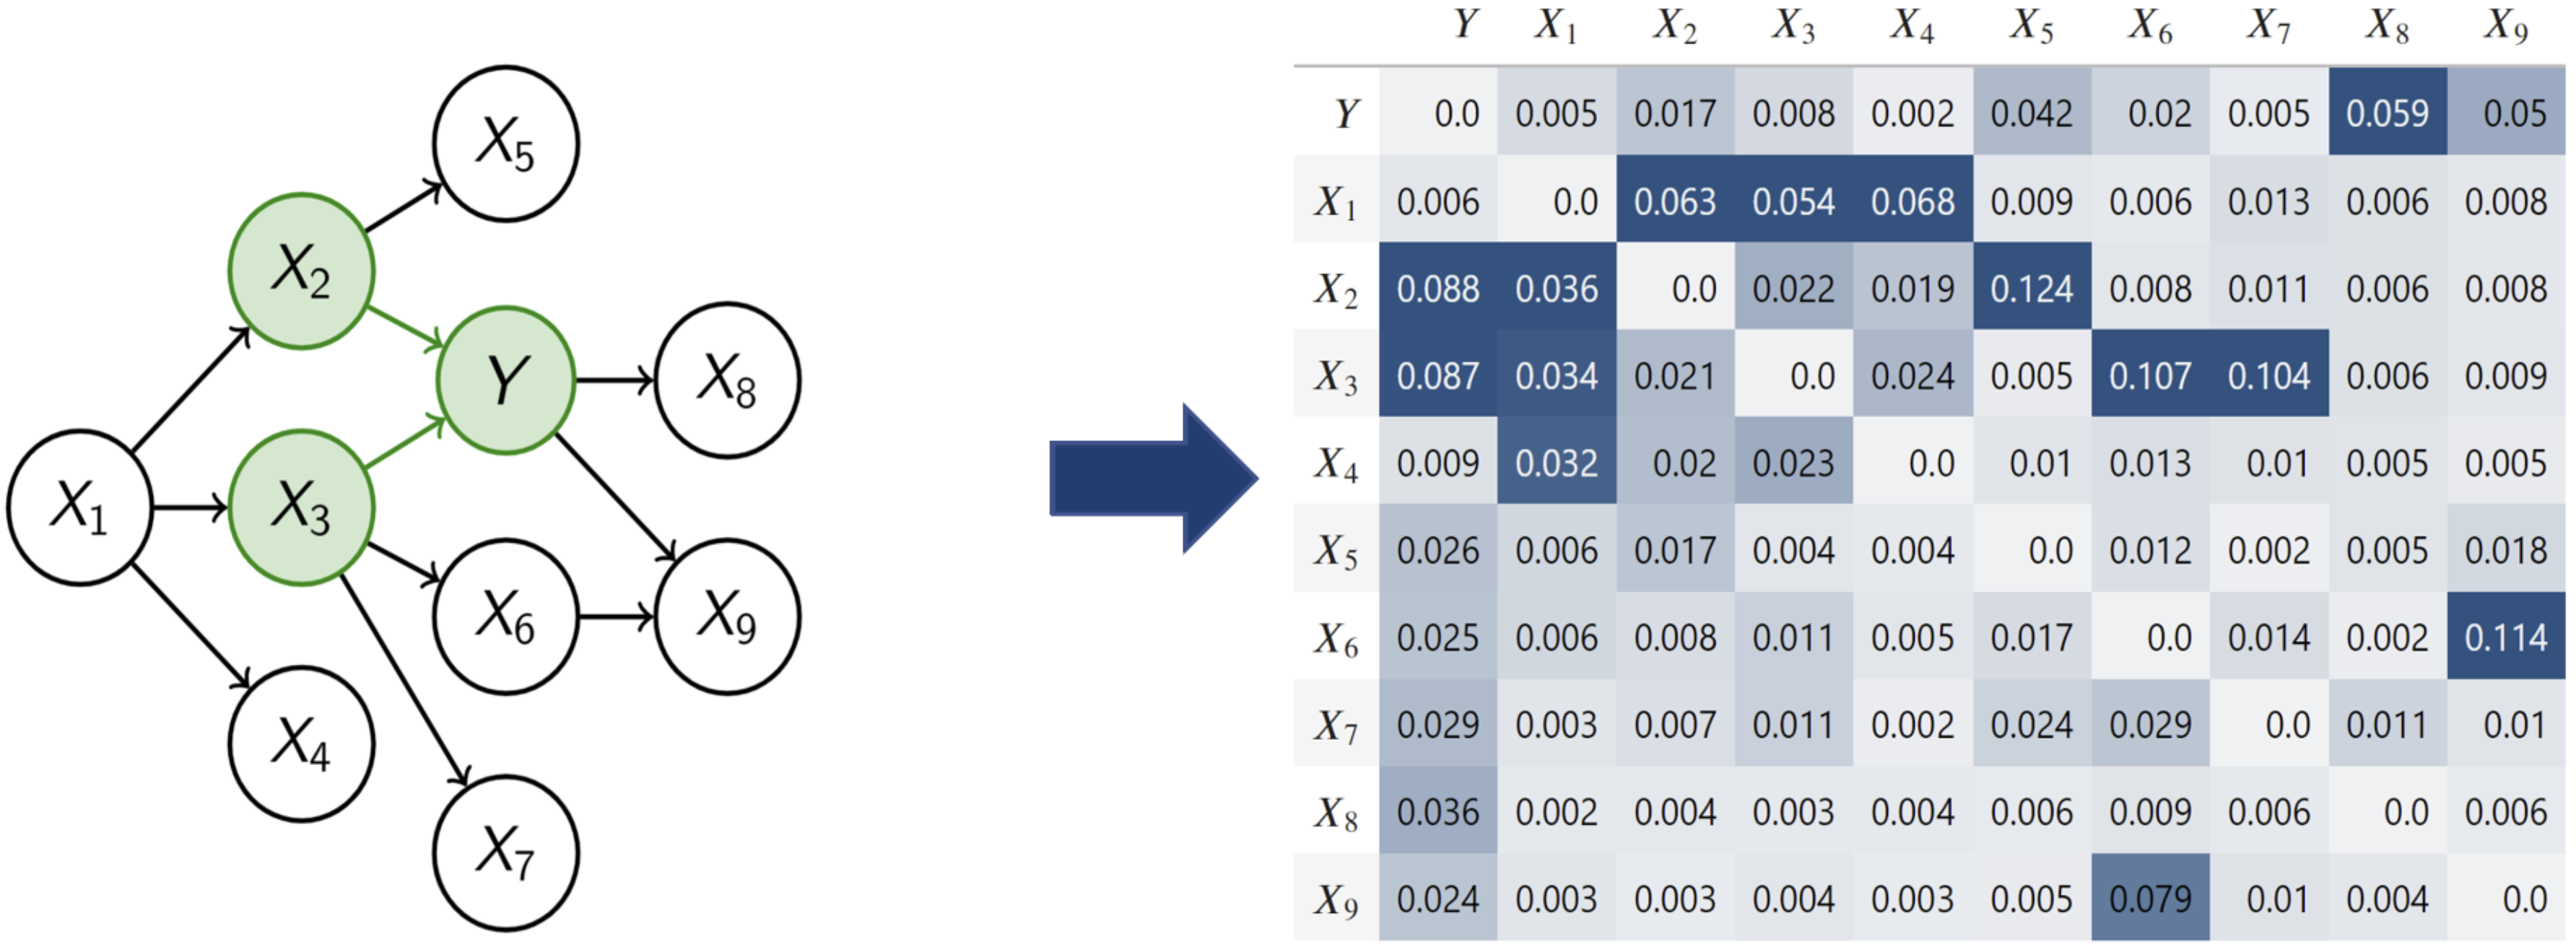 X5
X2
Y
X8
X1
X3
X6
X9
X4
X7
Y X1 X2 X3 X4 X5 X6 X7 X8 X9
Y 0.0 0.005 0.017 0.008 0.002 0.042 0.02 0.005 0.059 0.05
X1 0.006 0.0 0.063 0.054 0.068 0.009 0.006 0.013 0.006 0.008
X2 0.088 0.036 0.0 0.022 0.019 0.124 0.008 0.011 0.006 0.008
X3 0.087 0.034 0.021 0.0 0.024 0.005 0.107 0.104 0.006 0.009
X4 0.009 0.032 0.02 0.023 0.0 0.01 0.013 0.01 0.005 0.005
X5 0.026 0.006 0.017 0.004 0.004 0.0 0.012 0.002 0.005 0.018
X6 0.025 0.006 0.008 0.011 0.005 0.017 0.0 0.014 0.002 0.114
X7 0.029 0.003 0.007 0.011 0.002 0.024 0.029 0.0 0.011 0.01
X8 0.036 0.002 0.004 0.003 0.004 0.006 0.009 0.006 0.0 0.006
X9 0.024 0.003 0.003 0.004 0.003 0.005 0.079 0.01 0.004 0.0